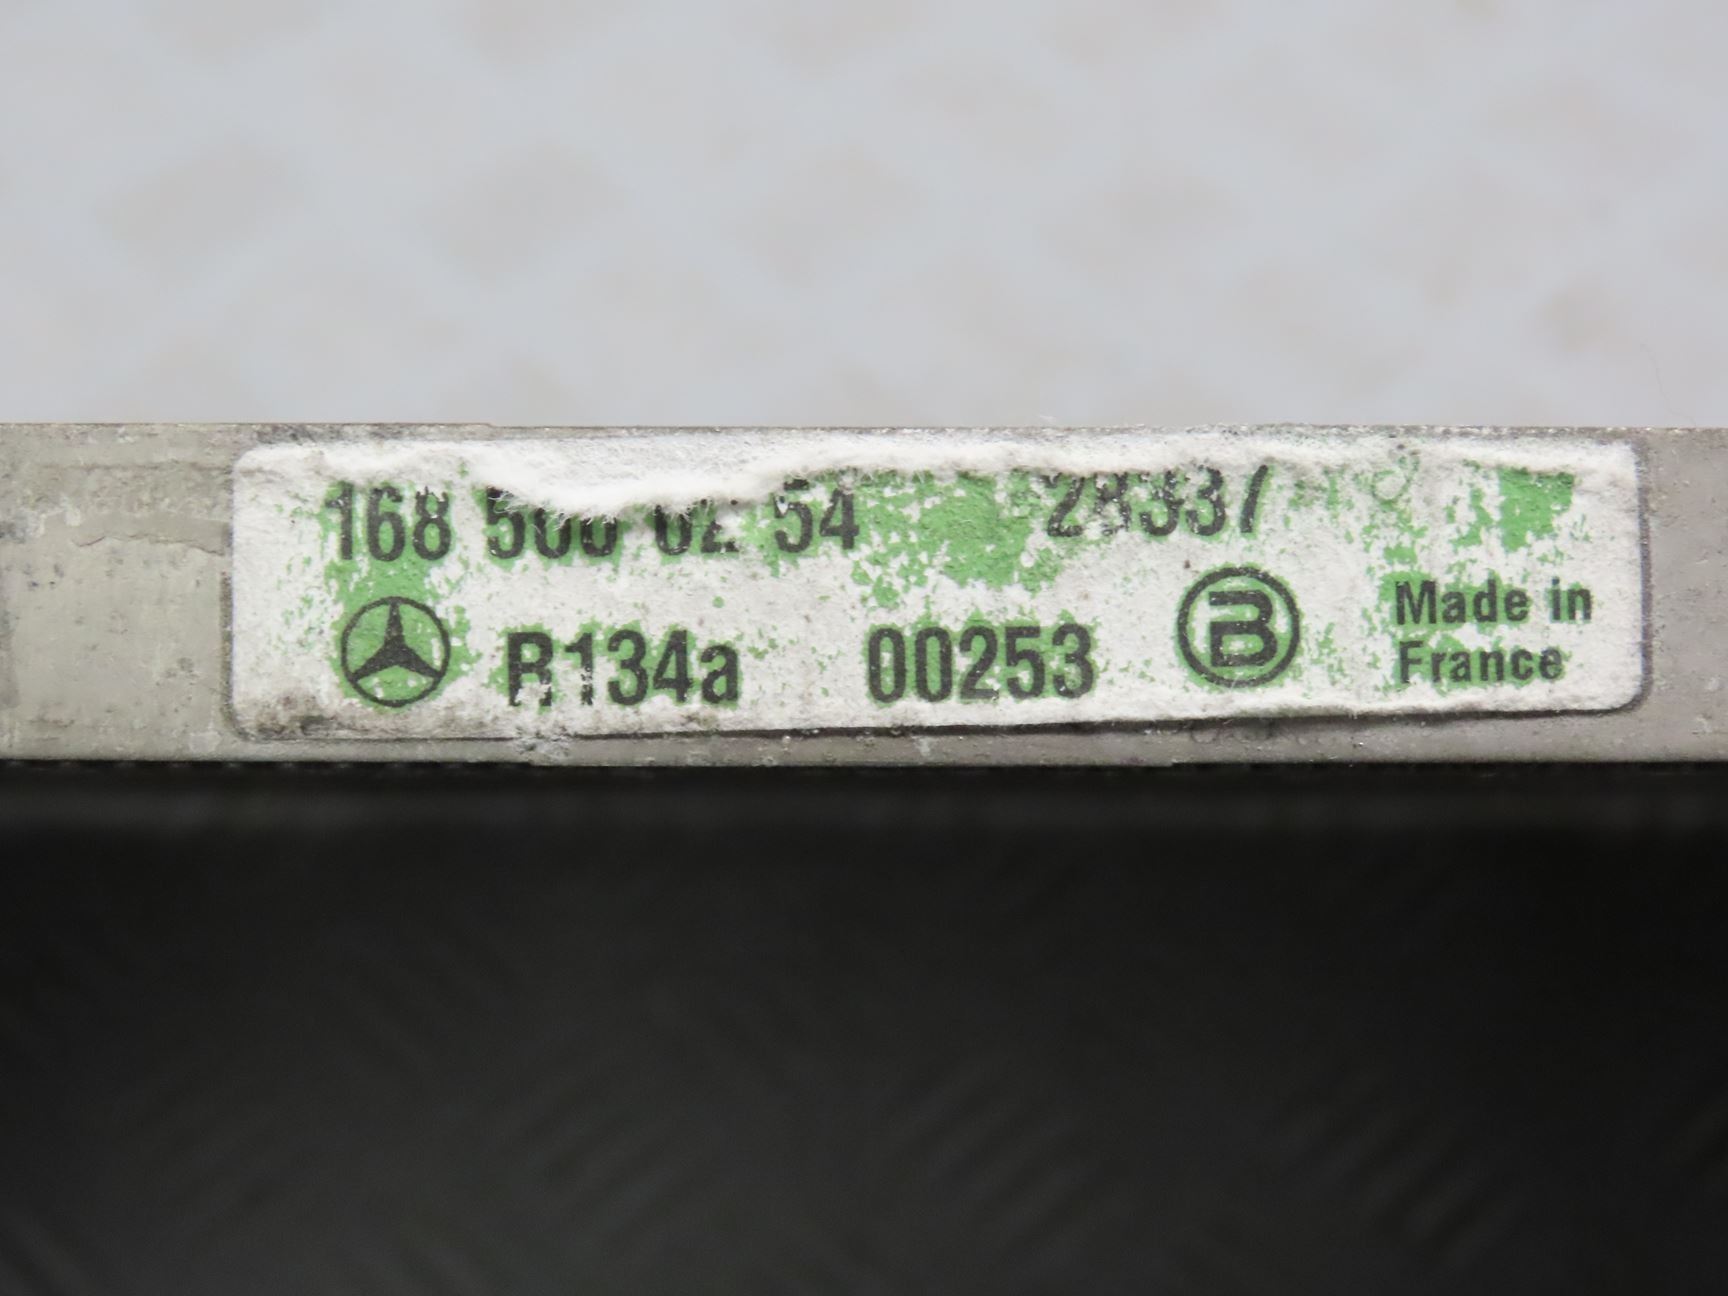 168 500 02 54 28337
R134a 00253 B Made in
France